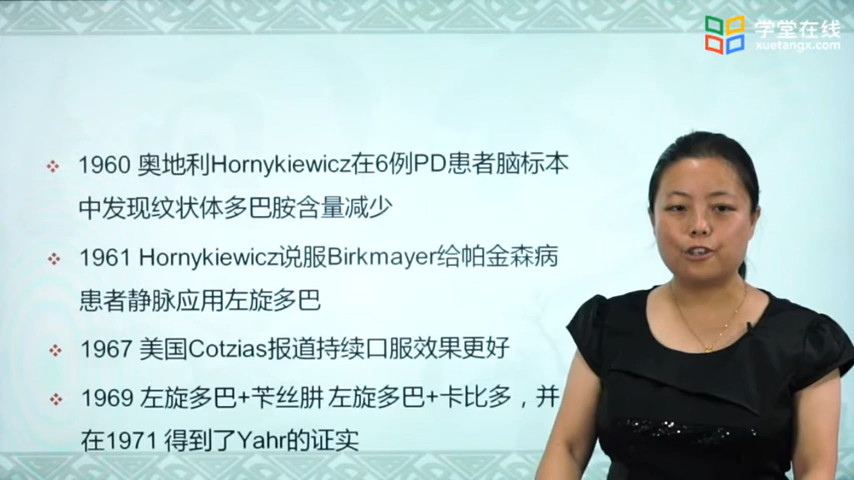 学堂在线
xuetangx.com
1960 奥地利Hornykiewicz在6例PD患者脑标本
中发现纹状体多巴胺含量减少
1961 Hornykiewicz说服Birkmayer给帕金森病
患者静脉应用左旋多巴
1967 美国Cotzias报道持续口服效果更好
1969 左旋多巴+苄丝肼 左旋多巴+卡比多，并
在1971 得到了Yahr的证实